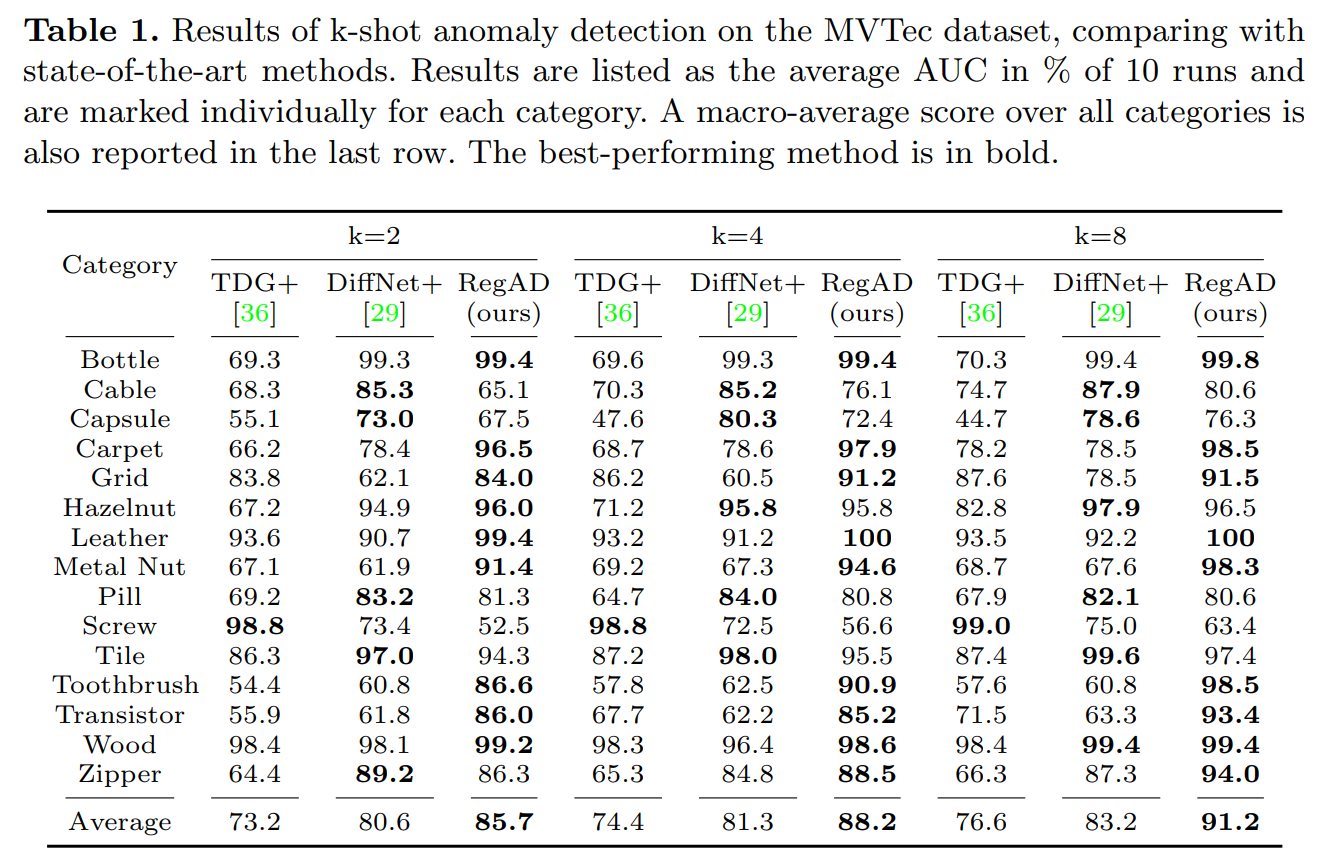 Table 1. Results of k-shot anomaly detection on the MVTec dataset, comparing with
state-of-the-art methods. Results are listed as the average AUC in % of 10 runs and
are marked individually for each category. A macro-average score over all categories is
also reported in the last row. The best-performing method is in bold.
k=2 k=4 k=8
Category
TDG+ DiffNet+ RegAD TDG+ DiffNet+ RegAD TDG+ DiffNet+ RegAD
[36] [29] (ours) [36] [29] (ours) [36] [29] (ours)
Bottle 69.3 99.3 99.4 69.6 99.3 99.4 70.3 99.4 99.8
Cable 68.3 85.3 65.1 70.3 85.2 76.1 74.7 87.9 80.6
Capsule 55.1 73.0 67.5 47.6 80.3 72.4 44.7 78.6 76.3
Carpet 66.2 78.4 96.5 68.7 78.6 97.9 78.2 78.5 98.5
Grid 83.8 62.1 84.0 86.2 60.5 91.2 87.6 78.5 91.5
Hazelnut 67.2 94.9 96.0 71.2 95.8 95.8 82.8 97.9 96.5
Leather 93.6 90.7 99.4 93.2 91.2 100 93.5 92.2 100
Metal Nut 67.1 61.9 91.4 69.2 67.3 94.6 68.7 67.6 98.3
Pill 69.2 83.2 81.3 64.7 84.0 80.8 67.9 82.1 80.6
Screw 98.8 73.4 52.5 98.8 72.5 56.6 99.0 75.0 63.4
Tile 86.3 97.0 94.3 87.2 98.0 95.5 87.4 99.6 97.4
Toothbrush 54.4 60.8 86.6 57.8 62.5 90.9 57.6 60.8 98.5
Transistor 55.9 61.8 86.0 67.7 62.2 85.2 71.5 63.3 93.4
Wood 98.4 98.1 99.2 98.3 96.4 98.6 98.4 99.4 99.4
Zipper 64.4 89.2 86.3 65.3 84.8 88.5 66.3 87.3 94.0
Average 73.2 80.6 85.7 74.4 81.3 88.2 76.6 83.2 91.2